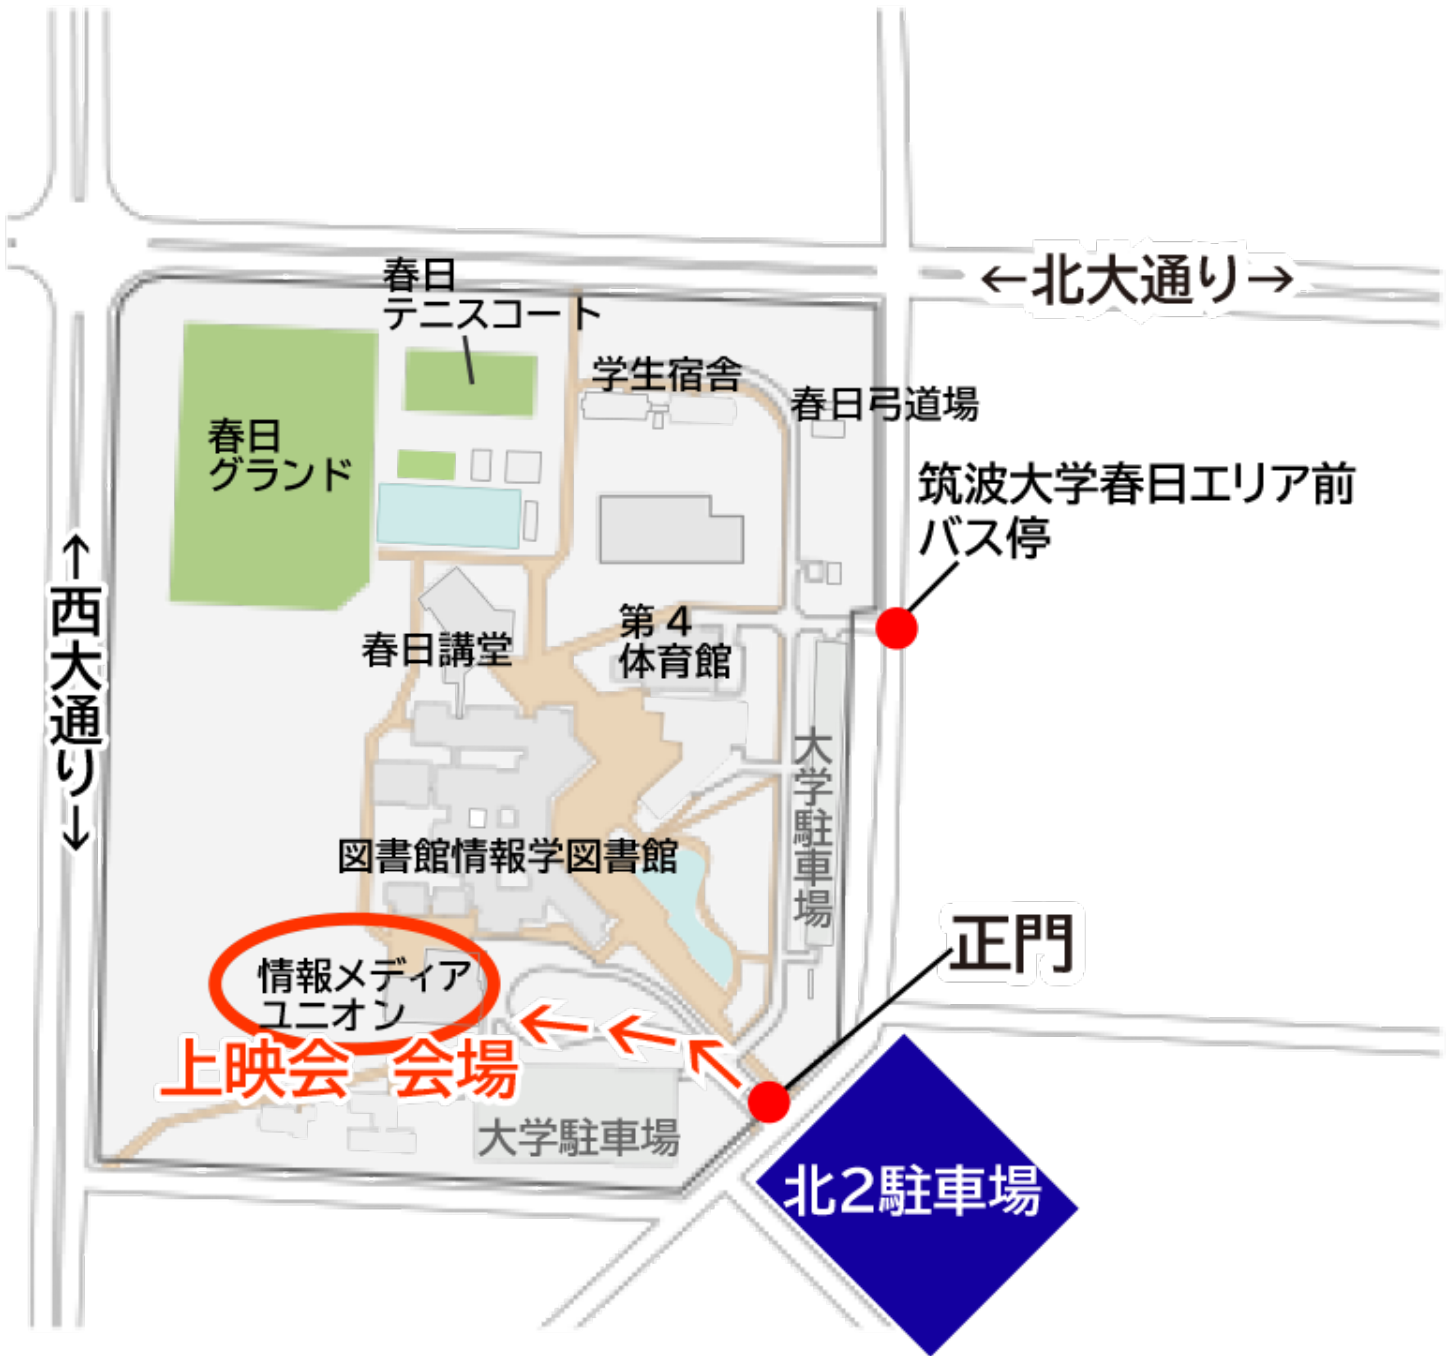 ←北大通り→
春日
テニスコート
学生宿舎
春日弓道場
春日
グランド
筑波大学春日エリア前
バス停
←西大通り→
第4
体育館
春日講堂
大学駐車場
図書館情報学図書館
正門
情報メディア
ユニオン
上映会 会場
大学駐車場
北2駐車場